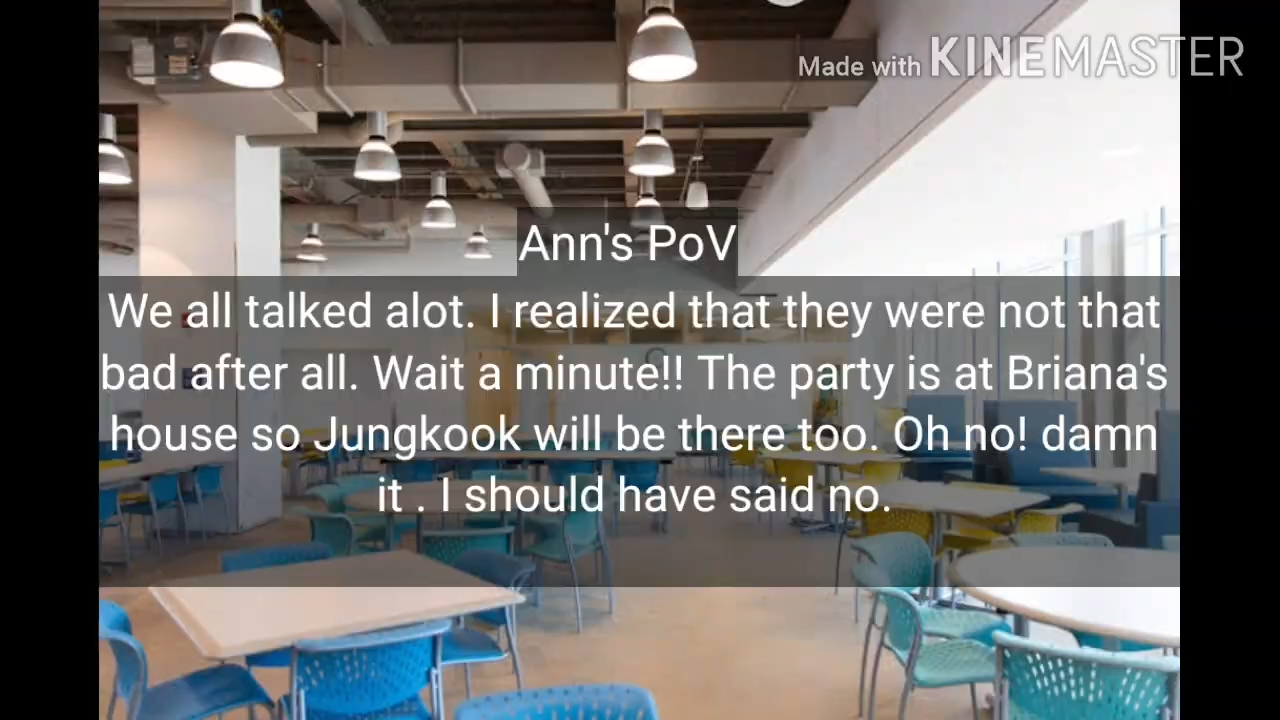 Made with KINEMASTER
Ann's PoV
We all talked alot. I realized that they were not that
bad after all. Wait a minute!! The party is at Briana's
house so Jungkook will be there too. Oh no! damn
it . I should have said no.